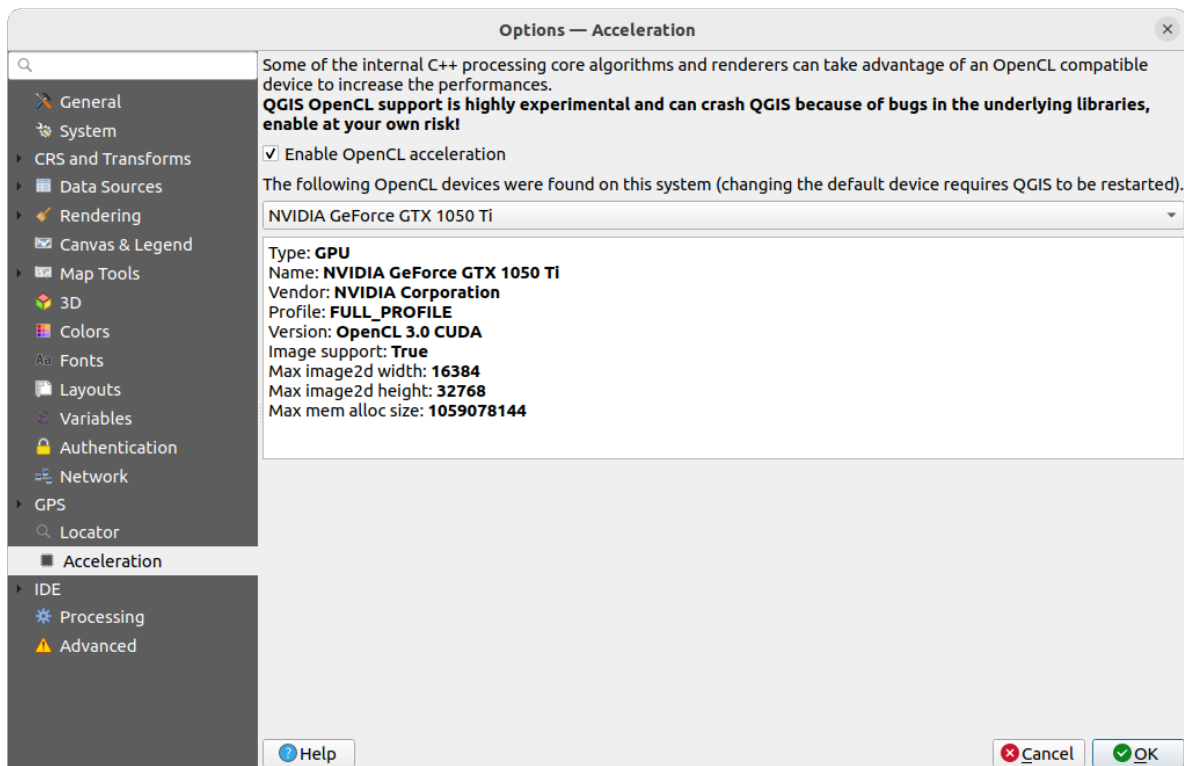 Options — Acceleration
General
System
CRS and Transforms
Data Sources
Rendering
Canvas & Legend
Map Tools
3D
Colors
Aa Fonts
Layouts
ε Variables
Authentication
Network
GPS
Locator
Acceleration
IDE
Processing
Advanced
Some of the internal C++ processing core algorithms and renderers can take advantage of an OpenCL compatible
device to increase the performances.
QGIS OpenCL support is highly experimental and can crash QGIS because of bugs in the underlying libraries,
enable at your own risk!
Enable OpenCL acceleration
The following OpenCL devices were found on this system (changing the default device requires QGIS to be restarted).
NVIDIA GeForce GTX 1050 Ti
Type: GPU
Name: NVIDIA GeForce GTX 1050 Ti
Vendor: NVIDIA Corporation
Profile: FULL_PROFILE
Version: OpenCL 3.0 CUDA
Image support: True
Max image2d width: 16384
Max image2d height: 32768
Max mem alloc size: 1059078144
Help
Cancel
OK